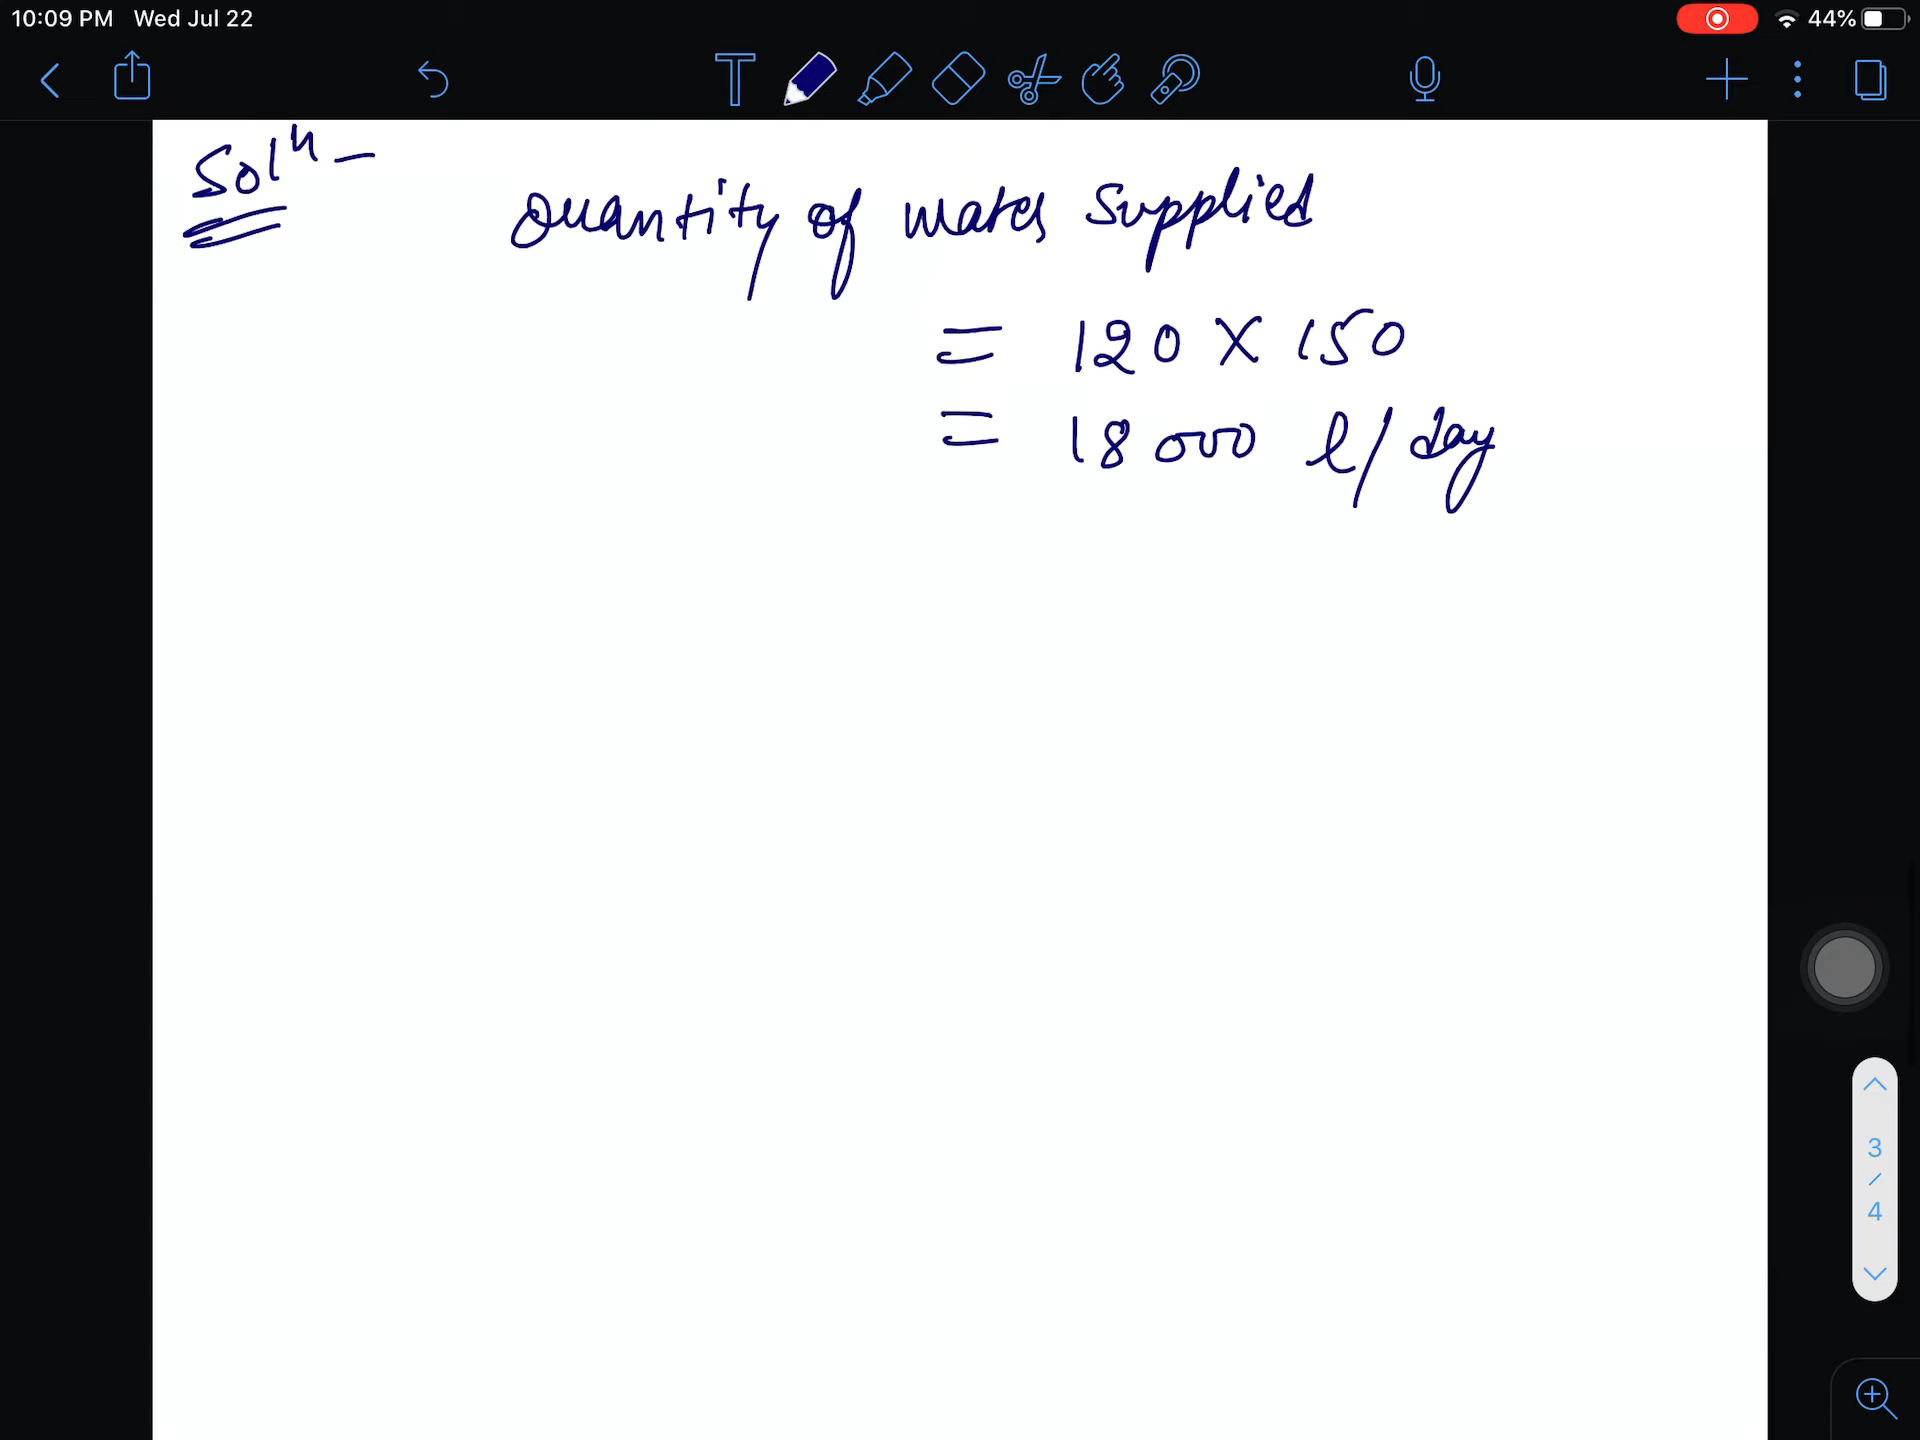 10:09 PM Wed Jul 22
44%
T
Solⁿ -
Quantity of water supplied
= 120 X 150
= 18000 l/day
3
/
4